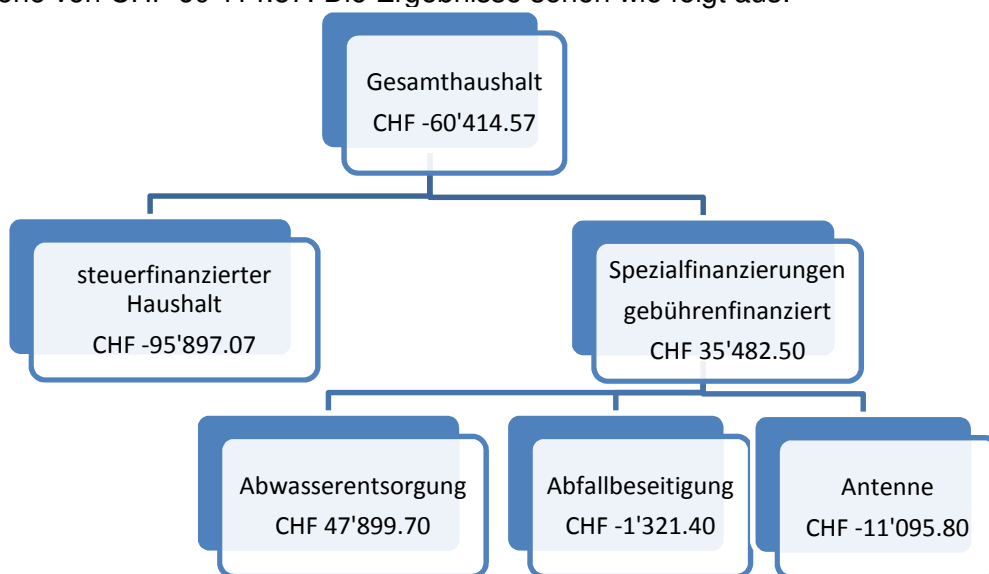 Gesamthaushalt
CHF -60'414.57
steuerfinanzierter
Haushalt
CHF -95'897.07
Spezialfinanzierungen
gebührenfinanziert
CHF 35'482.50
Abwasserentsorgung
CHF 47'899.70
Abfallbeseitigung
CHF -1'321.40
Antenne
CHF -11'095.80